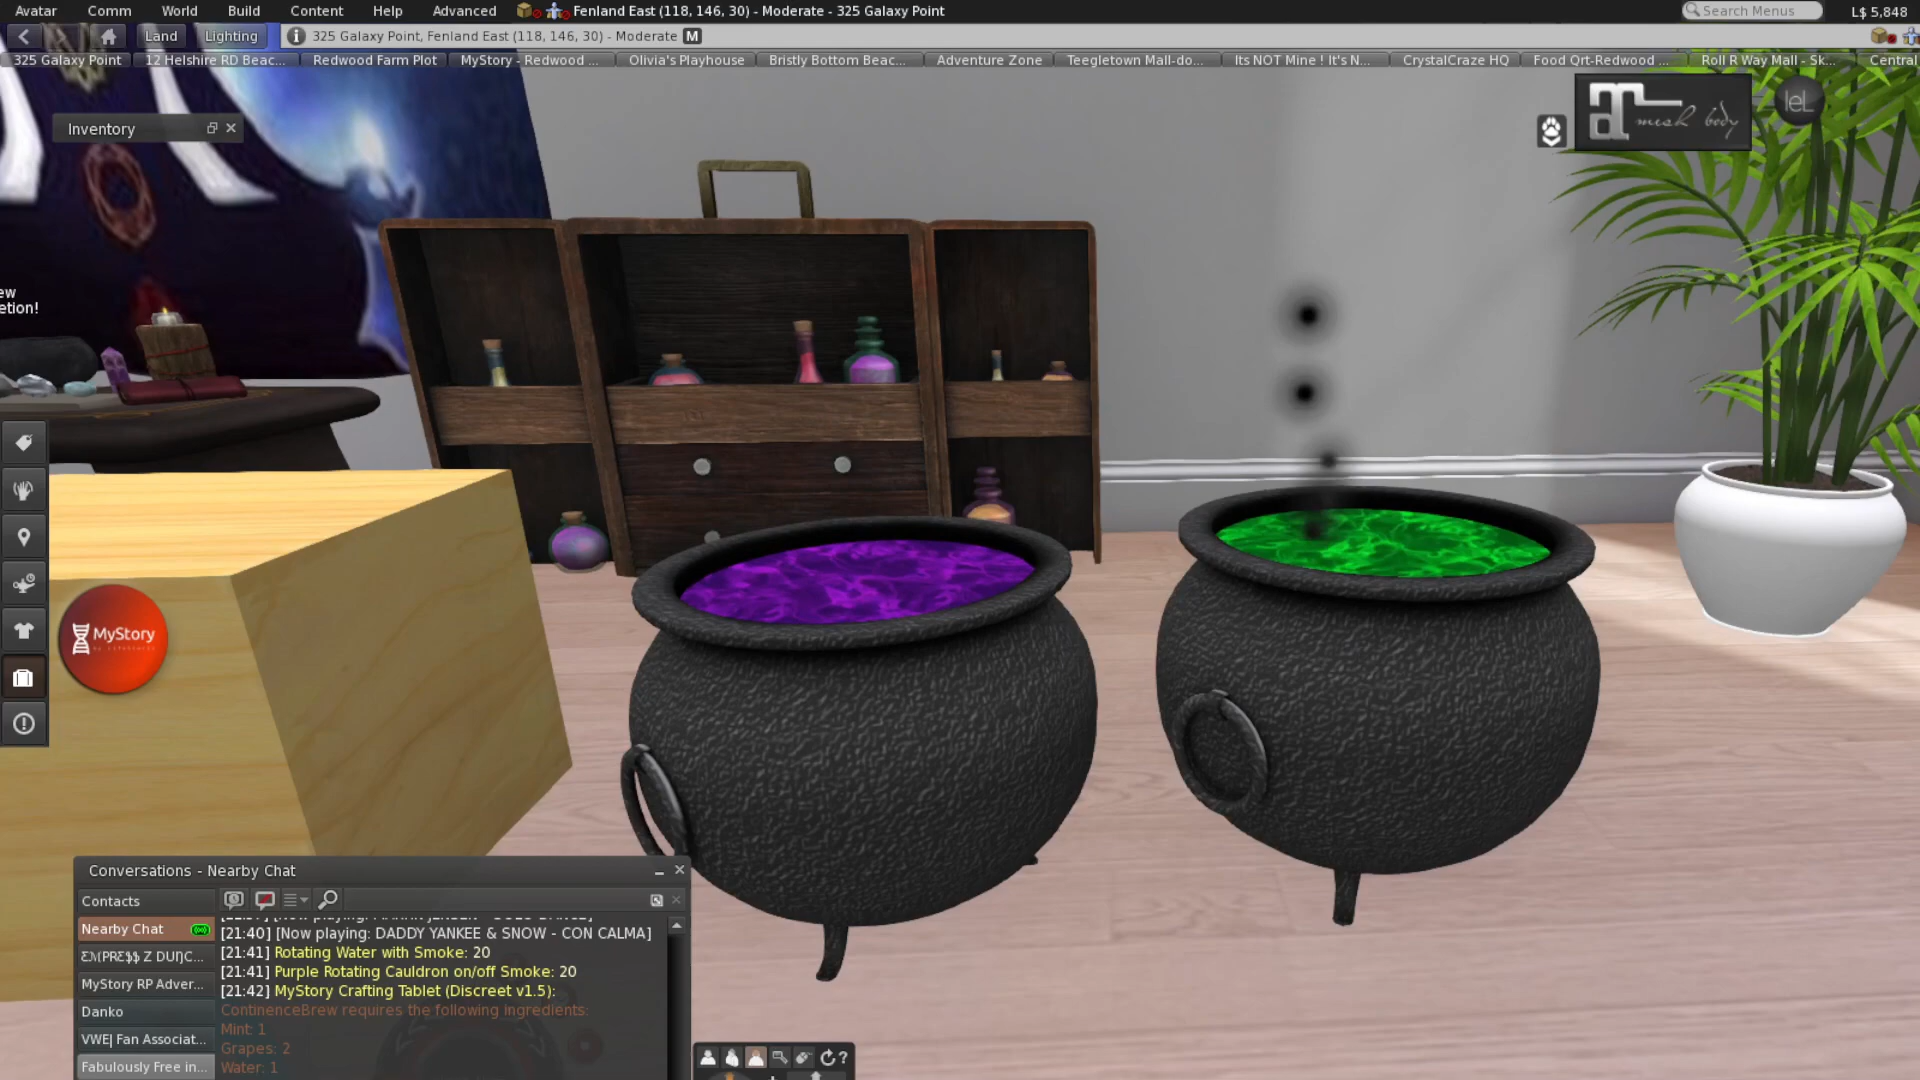 Avatar Comm World Build Content Help Advanced Fenland East (118, 146, 30) - Moderate - 325 Galaxy Point Search Menus L$ 5,848
Land Lighting 325 Galaxy Point, Fenland East (118, 146, 30) - Moderate M
325 Galaxy Point 12 Helshire RD Beac... Redwood Farm Plot MyStory - Redwood ... Olivia's Playhouse Bristly Bottom Beac... Adventure Zone Teegletown Mall-do... Its NOT Mine ! It's N... CrystalCraze HQ Food Qrt-Redwood ... Roll R Way Mall - Sk... Central
mesh body
leL
Inventory
ew
etion!
MyStory
Conversations - Nearby Chat
Contacts
Nearby Chat
MyStory RP Adver...
Danko
VWE| Fan Associat...
Fabulously Free in...
[21:40] [Now playing: DADDY YANKEE & SNOW - CON CALMA]
[21:41] Rotating Water with Smoke: 20
[21:41] Purple Rotating Cauldron on/off Smoke: 20
[21:42] MyStory Crafting Tablet (Discreet v1.5):
ContinenceBrew requires the following ingredients:
Mint: 1
Grapes: 2
Water: 1